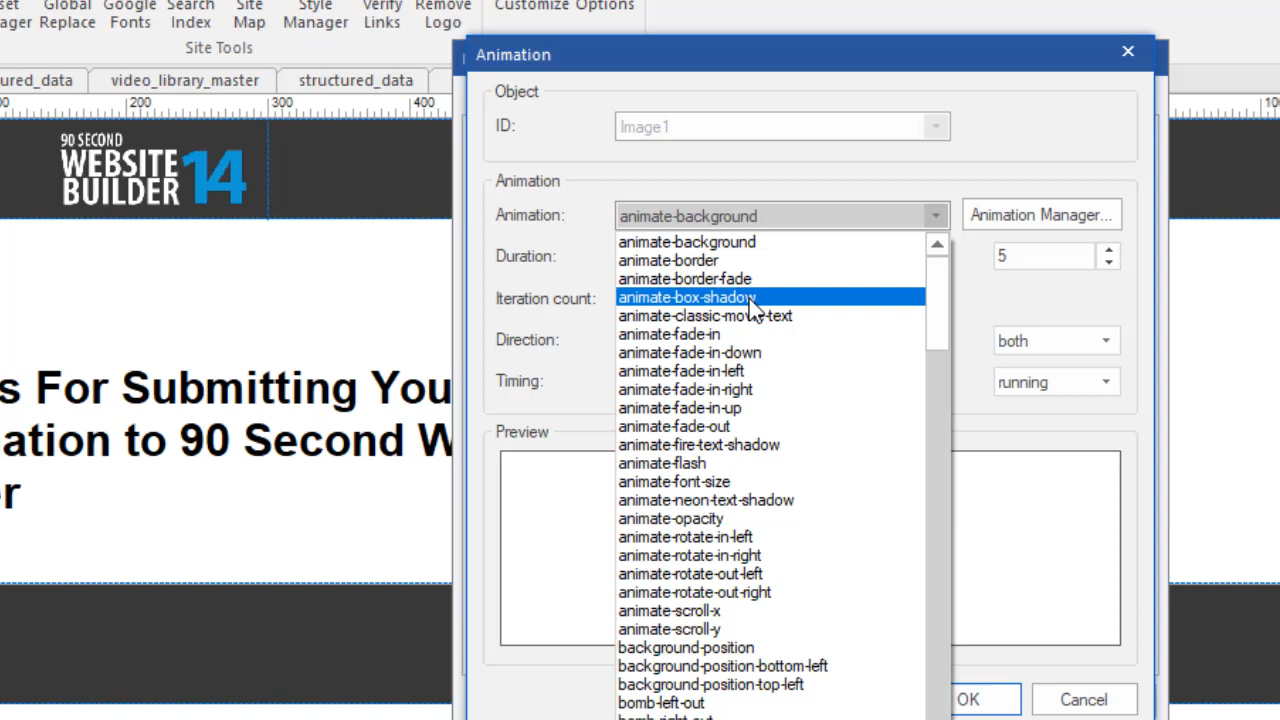 Global Google Search Site Style Verify Remove Customize Options
Replace Fonts Index Map Manager Links Logo
Site Tools
video_library_master structured_data
200 300 400
Animation
Object
ID: Image1
90 SECOND
WEBSITE
BUILDER 14
Animation
Animation: animate-background Animation Manager...
Duration: 5
Iteration count:
Direction: both
Timing: running
animate-background
animate-border
animate-border-fade
animate-box-shadow
animate-classic-movie-text
animate-fade-in
animate-fade-in-down
animate-fade-in-left
animate-fade-in-right
animate-fade-in-up
animate-fade-out
animate-fire-text-shadow
animate-flash
animate-font-size
animate-neon-text-shadow
animate-opacity
animate-rotate-in-left
animate-rotate-in-right
animate-rotate-out-left
animate-rotate-out-right
animate-scroll-x
animate-scroll-y
background-position
background-position-bottom-left
background-position-top-left
bomb-left-out
bomb-right-out
s For Submitting You
ation to 90 Second W
er
Preview
OK Cancel